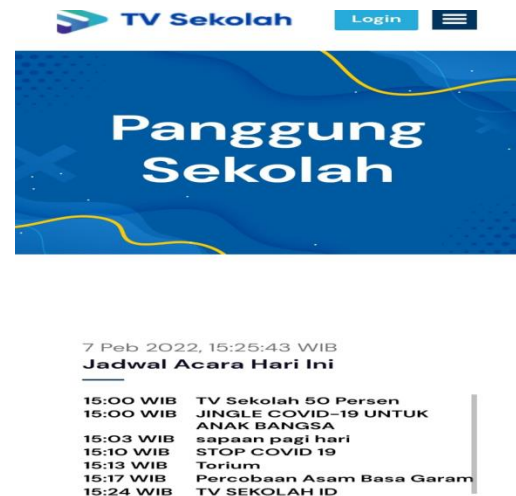 TV Sekolah Login
Panggung
Sekolah
7 Peb 2022, 15:25:43 WIB
Jadwal Acara Hari Ini
15:00 WIB TV Sekolah 50 Persen
15:00 WIB JINGLE COVID-19 UNTUK
ANAK BANGSA
15:03 WIB sapaan pagi hari
15:10 WIB STOP COVID 19
15:13 WIB Torium
15:17 WIB Percobaan Asam Basa Garam
15:24 WIB TV SEKOLAH ID